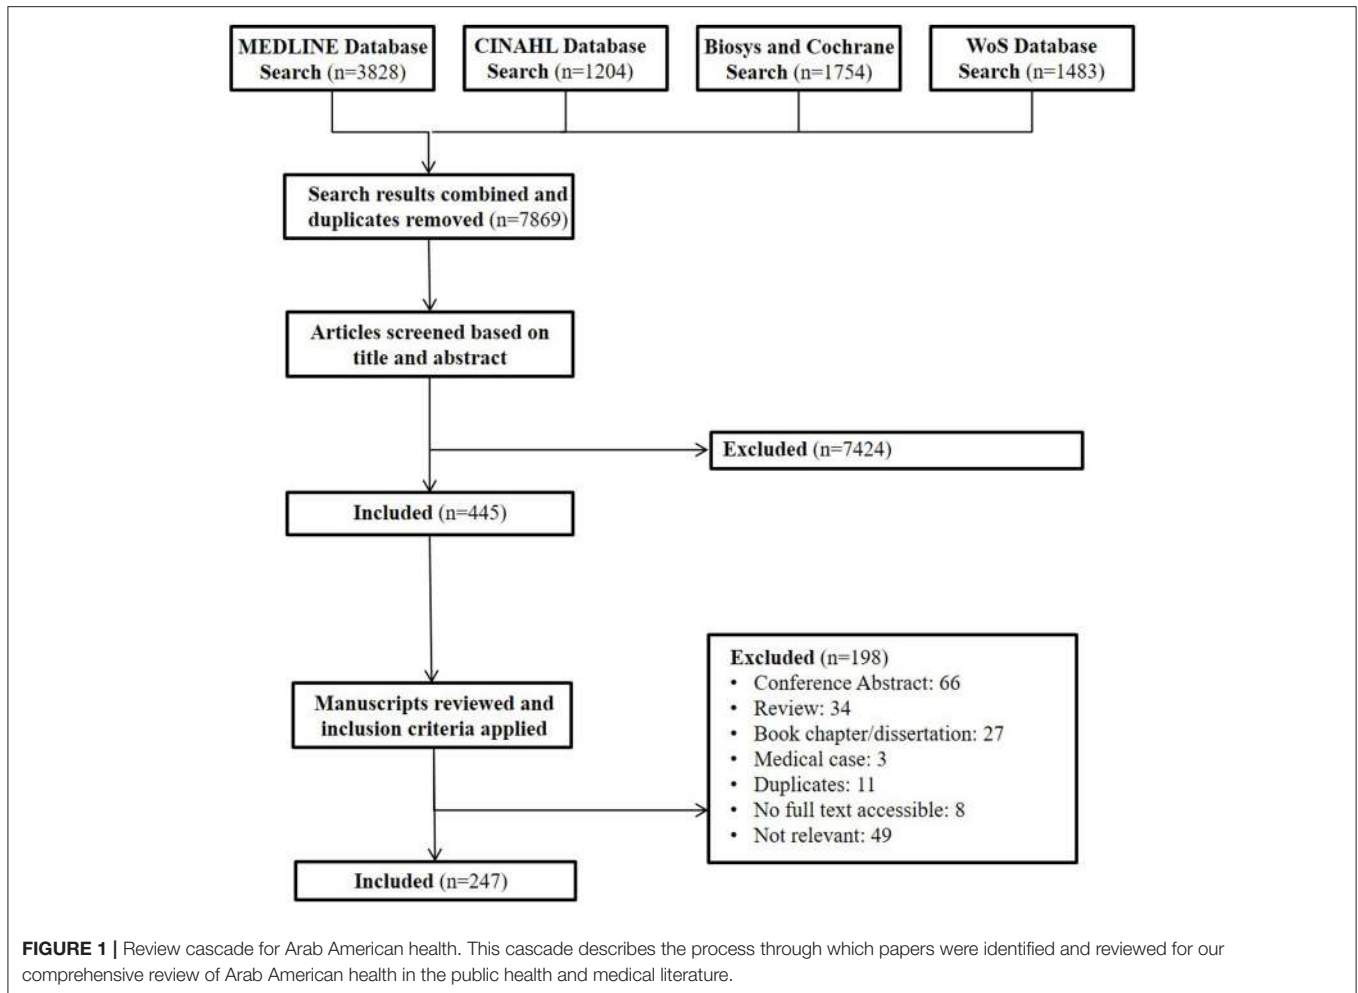 MEDLINE Database
Search (n=3828)
CINAHL Database
Search (n=1204)
Biosys and Cochrane
Search (n=1754)
WoS Database
Search (n=1483)
Search results combined and
duplicates removed (n=7869)
Articles screened based on
title and abstract
Excluded (n=7424)
Included (n=445)
Manuscripts reviewed and
inclusion criteria applied
Excluded (n=198)
• Conference Abstract: 66
• Review: 34
• Book chapter/dissertation: 27
• Medical case: 3
• Duplicates: 11
• No full text accessible: 8
• Not relevant: 49
Included (n=247)
FIGURE 1 | Review cascade for Arab American health. This cascade describes the process through which papers were identified and reviewed for our
comprehensive review of Arab American health in the public health and medical literature.